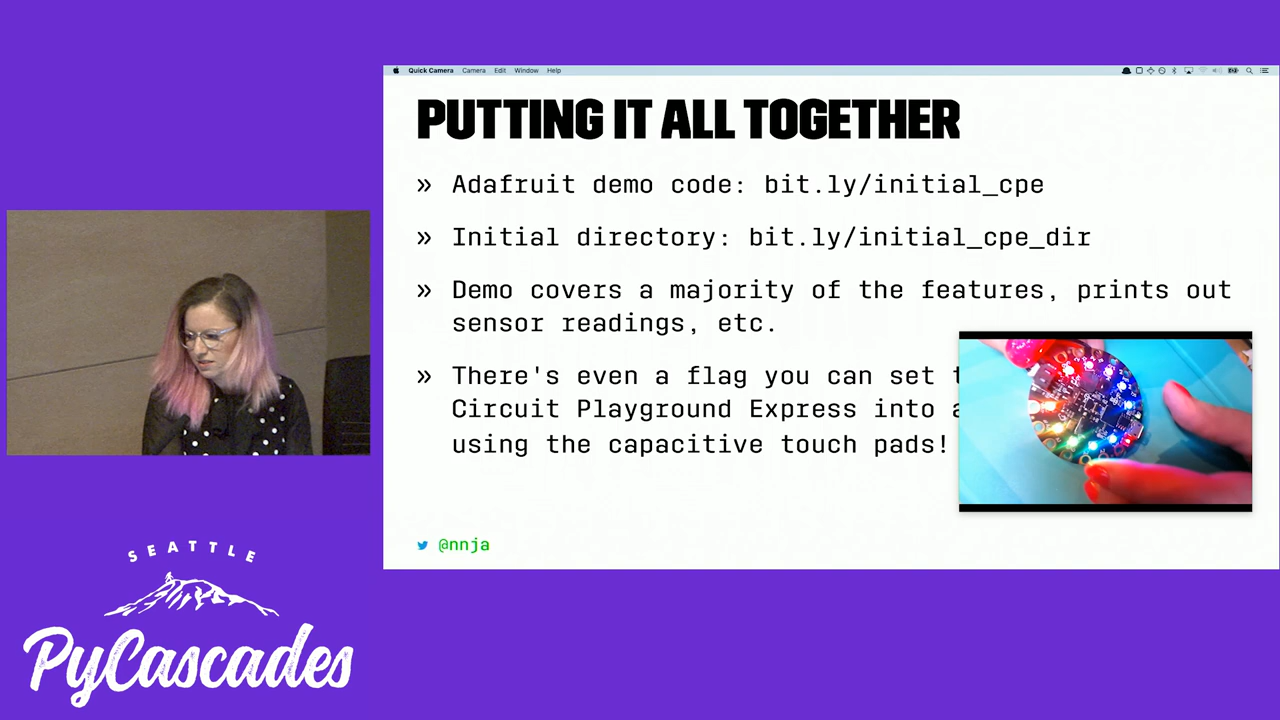 Quick Camera Camera Edit Window Help
PUTTING IT ALL TOGETHER
» Adafruit demo code: bit.ly/initial_cpe
» Initial directory: bit.ly/initial_cpe_dir
» Demo covers a majority of the features, prints out
sensor readings, etc.
» There's even a flag you can set
Circuit Playground Express into
using the capacitive touch pads!
@nnja
SEATTLE
PyCascades